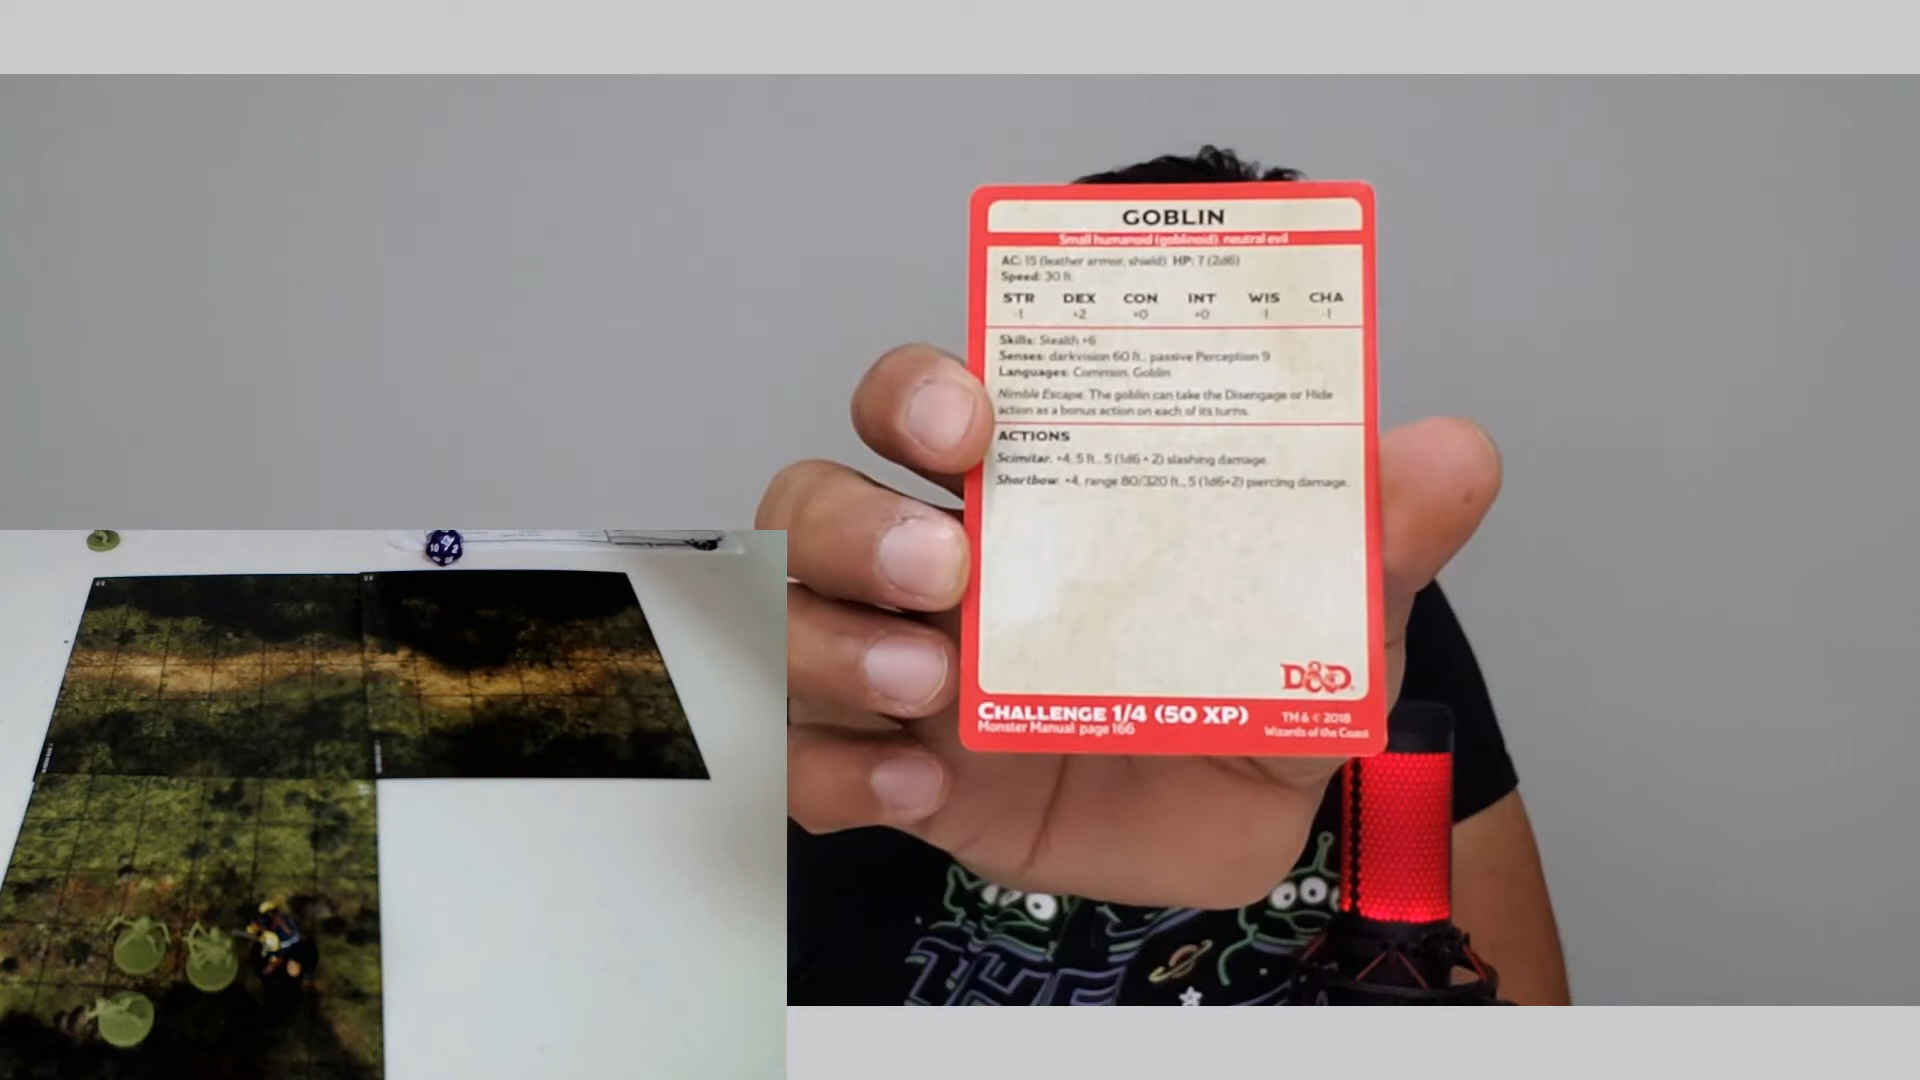 GOBLIN
Small humanoid (goblinoid), neutral evil
AC: 15 (leather armor, shield) HP: 7 (2d6)
Speed: 30 ft.
STR DEX CON INT WIS CHA
-1 +2 +0 +0 -1 -1
Skills: Stealth +6
Senses: darkvision 60 ft., passive Perception 9
Languages: Common, Goblin
Nimble Escape. The goblin can take the Disengage or Hide
action as a bonus action on each of its turns.
ACTIONS
Scimitar. +4, 5 ft., 5 (1d6 + 2) slashing damage.
Shortbow. +4, range 80/320 ft., 5 (1d6+2) piercing damage.
D&D
CHALLENGE 1/4 (50 XP)
Monster Manual page 166
TM & © 2018
Wizards of the Coast
10 12 2
THE